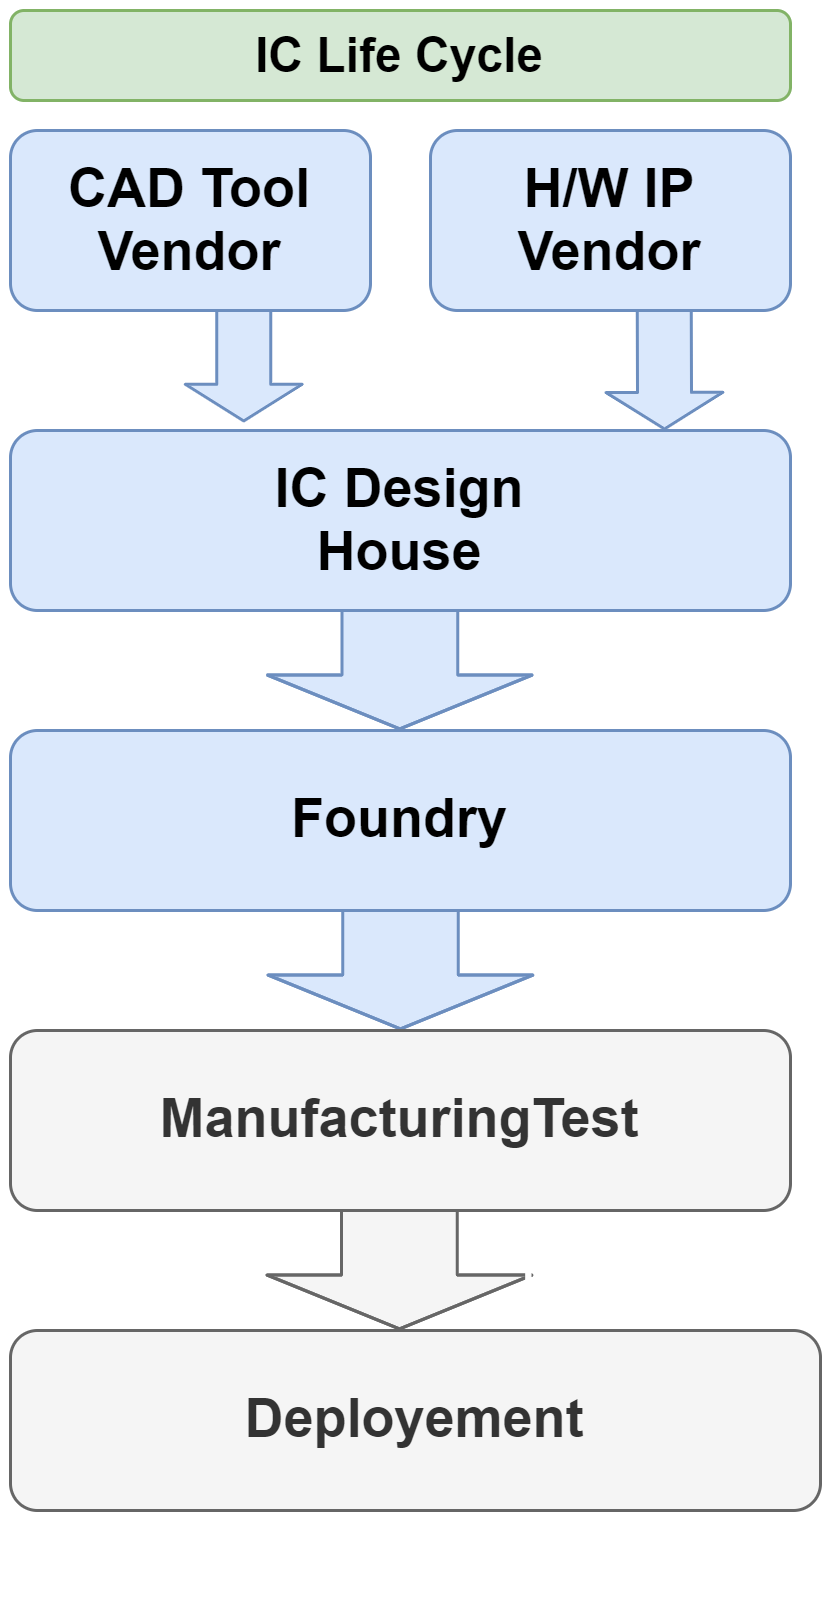 IC Life Cycle
CAD Tool
Vendor
H/W IP
Vendor
IC Design
House
Foundry
ManufacturingTest
Deployement